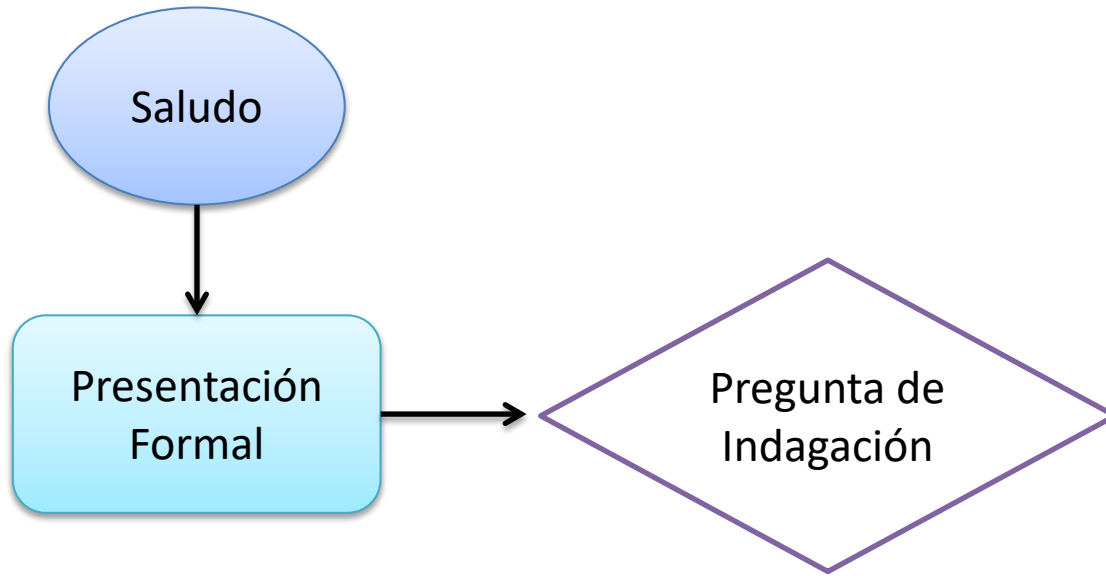 Saludo
Presentación
Formal
Pregunta de
Indagación